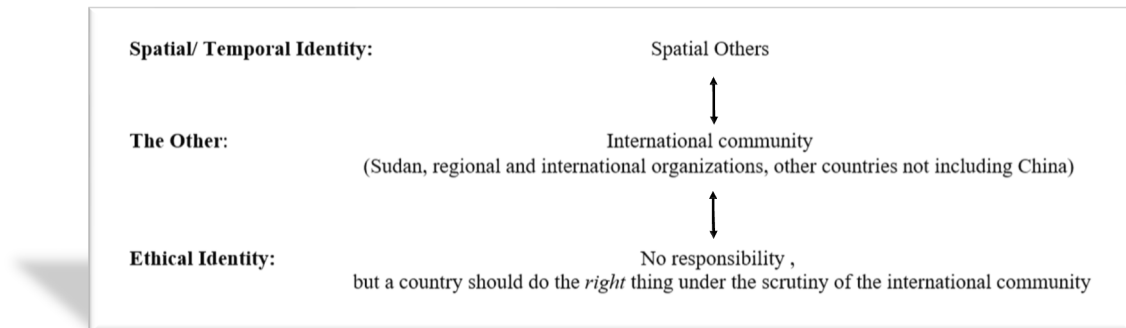 Spatial/ Temporal Identity: Spatial Others
The Other: International community
(Sudan, regional and international organizations, other countries not including China)
Ethical Identity: No responsibility ,
but a country should do the right thing under the scrutiny of the international community